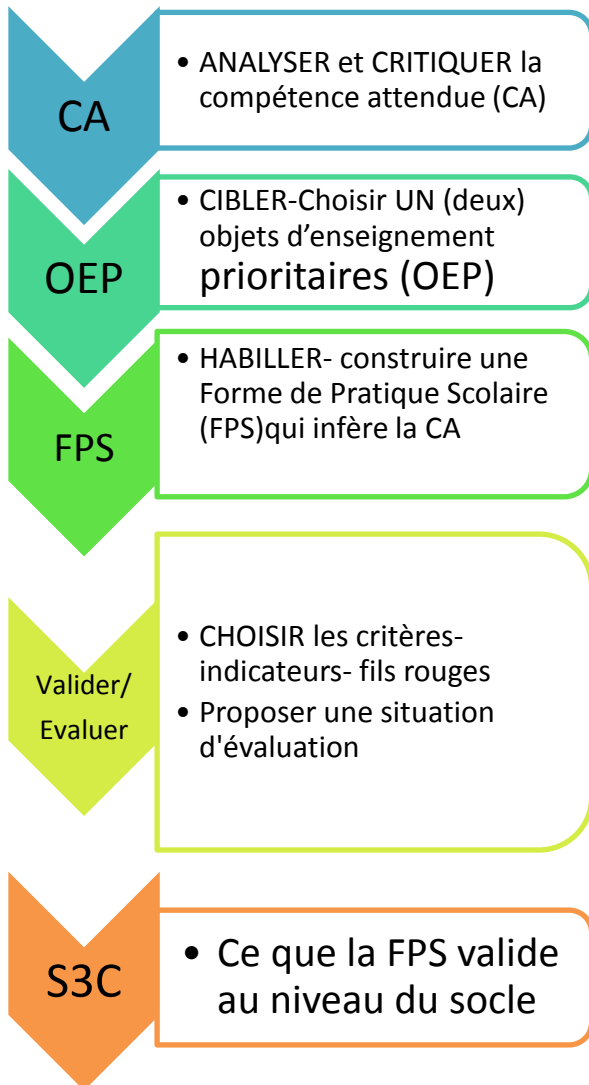 CA
• ANALYSER et CRITIQUER la
compétence attendue (CA)
OEP
• CIBLER-Choisir UN (deux)
objets d'enseignement
prioritaires (OEP)
FPS
• HABILLER- construire une
Forme de Pratique Scolaire
(FPS)qui infère la CA
Valider/
Evaluer
• CHOISIR les critères-
indicateurs- fils rouges
• Proposer une situation
d'évaluation
S3C
• Ce que la FPS valide
au niveau du socle